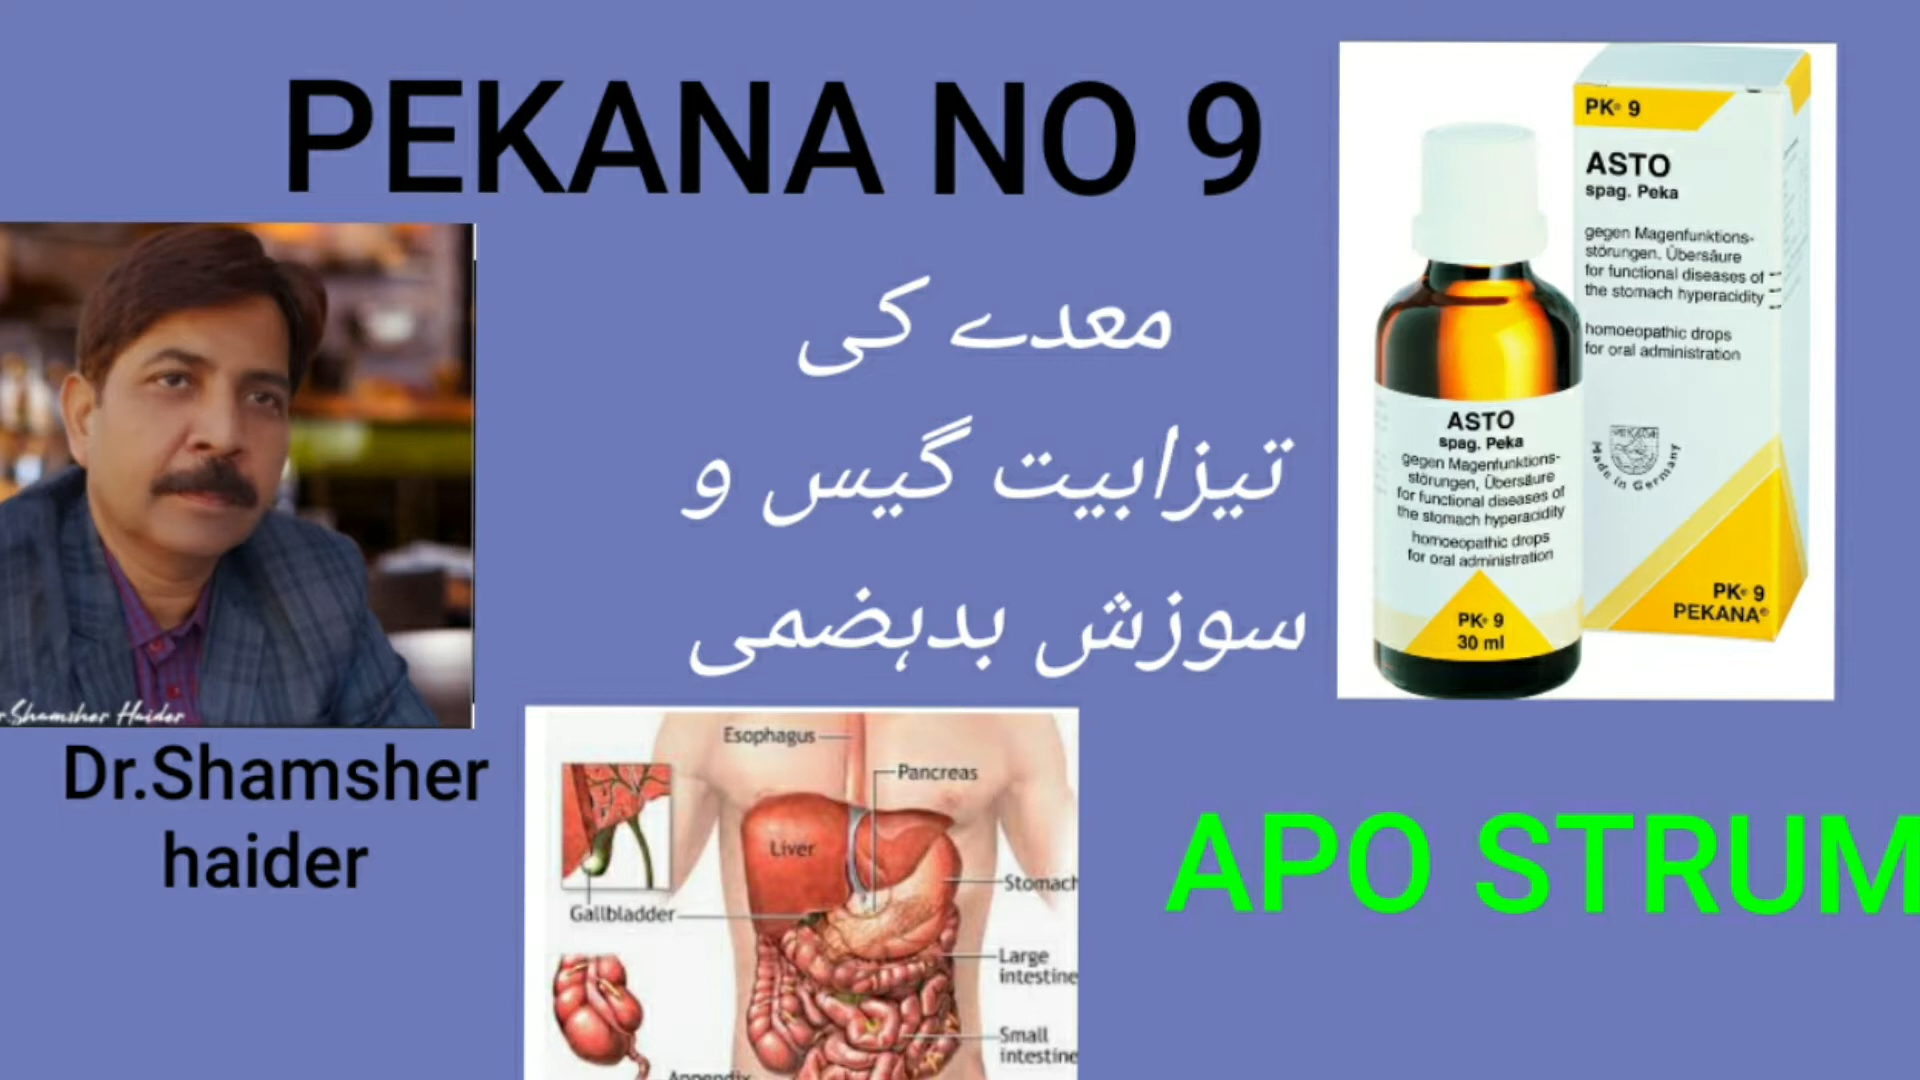 PEKANA NO 9
معدے کی
تیزابیت گیس و
سوزش بدہضمی
Dr.Shamsher
haider
APO STRUM
PK® 9
ASTO
spag. Peka
gegen Magenfunktions-
störungen, Übersäure
for functional diseases of
the stomach hyperacidity
homoeopathic drops
for oral administration
Made in Germany
PK® 9
PEKANA®
ASTO
spag. Peka
gegen Magenfunktions-
störungen, Übersäure
for functional diseases of
the stomach hyperacidity
homoeopathic drops
for oral administration
PK® 9
30 ml
r.Shamsher Haider
Esophagus
Pancreas
Liver
Stomach
Gallbladder
Large
intestine
Small
intestine
Appendix